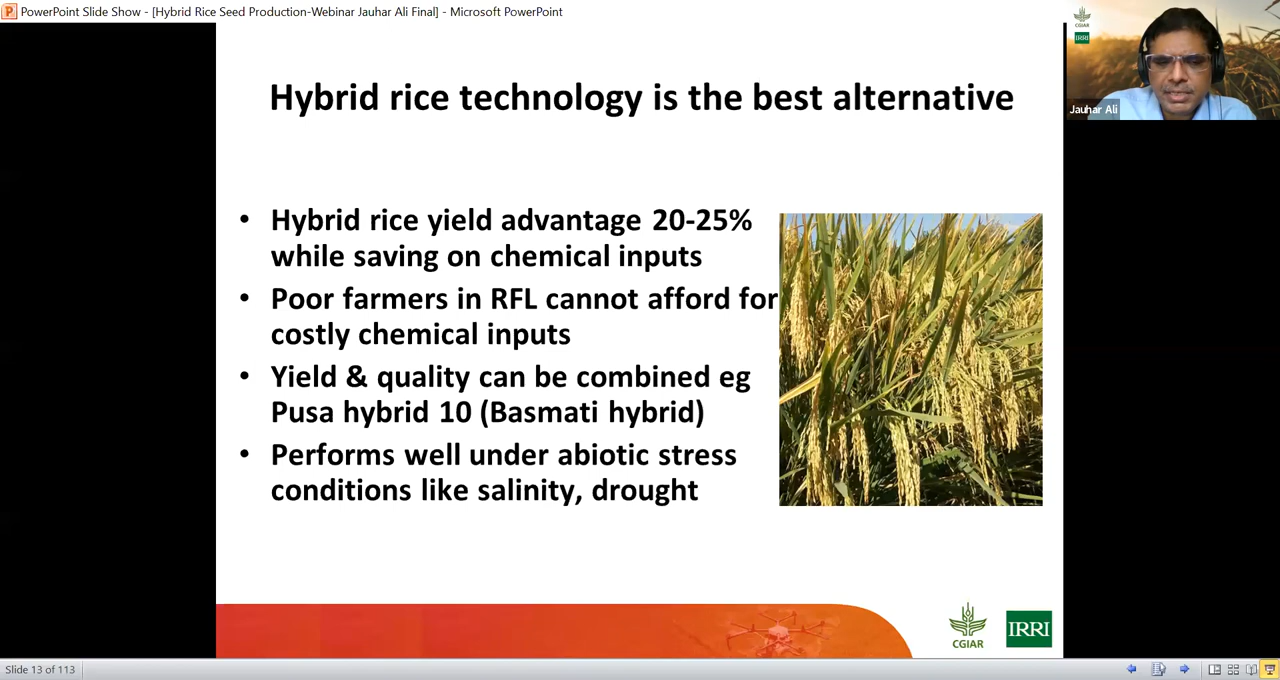 PowerPoint Slide Show - [Hybrid Rice Seed Production-Webinar Jauhar Ali Final] - Microsoft PowerPoint
CGIAR
IRRI
Jauhar Ali
Hybrid rice technology is the best alternative
• Hybrid rice yield advantage 20-25%
while saving on chemical inputs
• Poor farmers in RFL cannot afford for
costly chemical inputs
• Yield & quality can be combined eg
Pusa hybrid 10 (Basmati hybrid)
• Performs well under abiotic stress
conditions like salinity, drought
CGIAR
IRRI
Slide 13 of 113